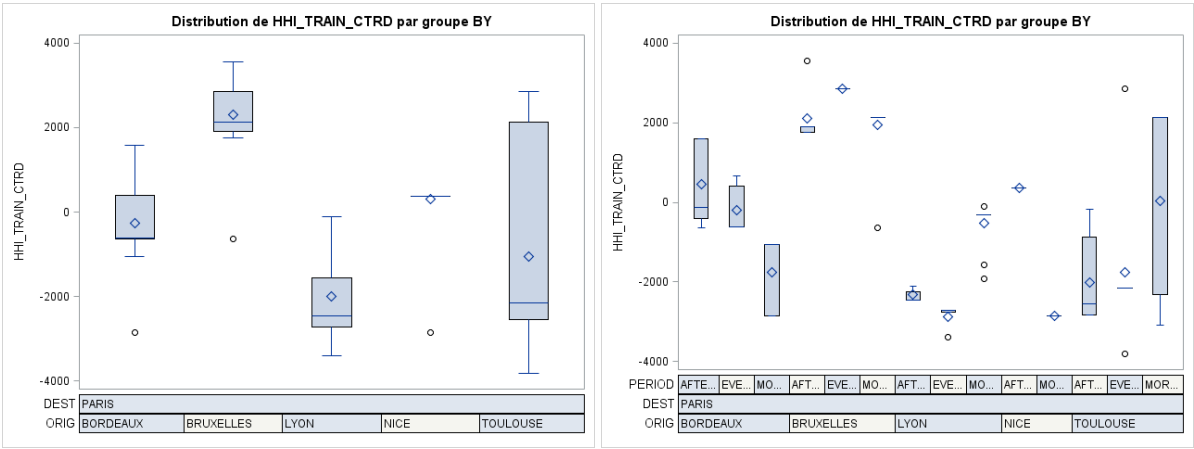 Distribution de HHI_TRAIN_CTRD par groupe BY
4000
2000
0
-2000
-4000
HHI_TRAIN_CTRD
DEST PARIS
ORIG BORDEAUX BRUXELLES LYON NICE TOULOUSE
Distribution de HHI_TRAIN_CTRD par groupe BY
4000
2000
0
-2000
-4000
HHI_TRAIN_CTRD
PERIOD AFTE... EVE... MO... AFT... EVE... MO... AFT... EVE... MO... AFT... MO... AFT... EVE... MOR...
DEST PARIS
ORIG BORDEAUX BRUXELLES LYON NICE TOULOUSE